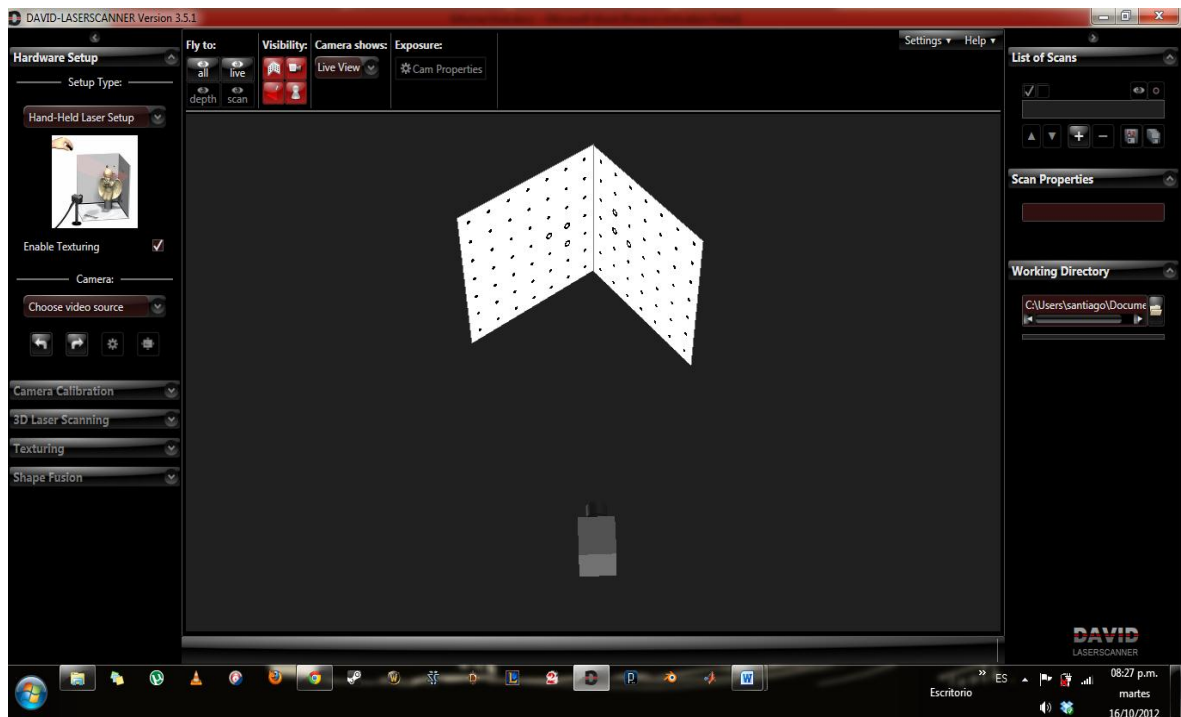 DAVID-LASERSCANNER Version 3.5.1
Hardware Setup
Setup Type:
Hand-Held Laser Setup
Enable Texturing
Camera:
Choose video source
Camera Calibration
3D Laser Scanning
Texturing
Shape Fusion
Fly to:
all
live
depth
scan
Visibility:
Camera shows:
Live View
Exposure:
Cam Properties
Settings
Help
List of Scans
Scan Properties
Working Directory
C:\Users\santiago\Docume
DAVID
LASERSCANNER
Escritorio
ES
08:27 p.m.
martes
16/10/2012